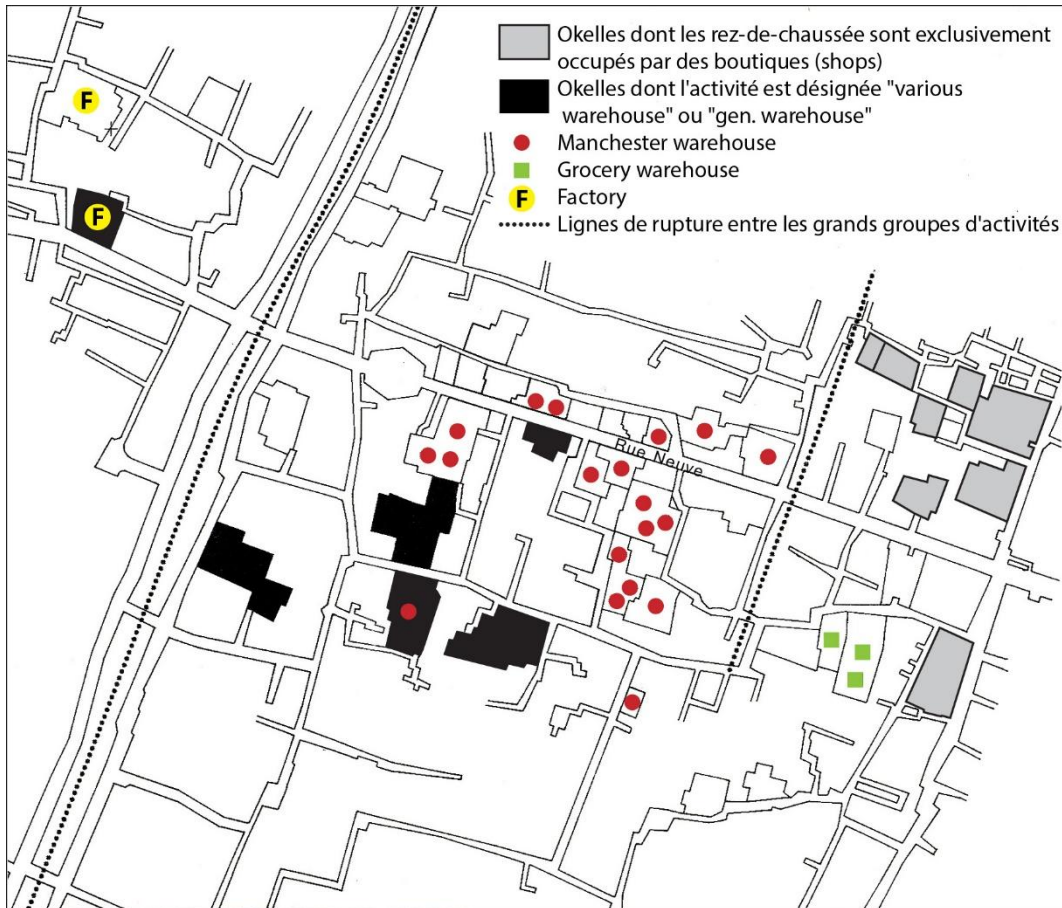 Okelles dont les rez-de-chaussée sont exclusivement
occupés par des boutiques (shops)
Okelles dont l'activité est désignée "various
warehouse" ou "gen. warehouse"
Manchester warehouse
Grocery warehouse
F Factory
Lignes de rupture entre les grands groupes d'activités
F
F
Rue Neuve